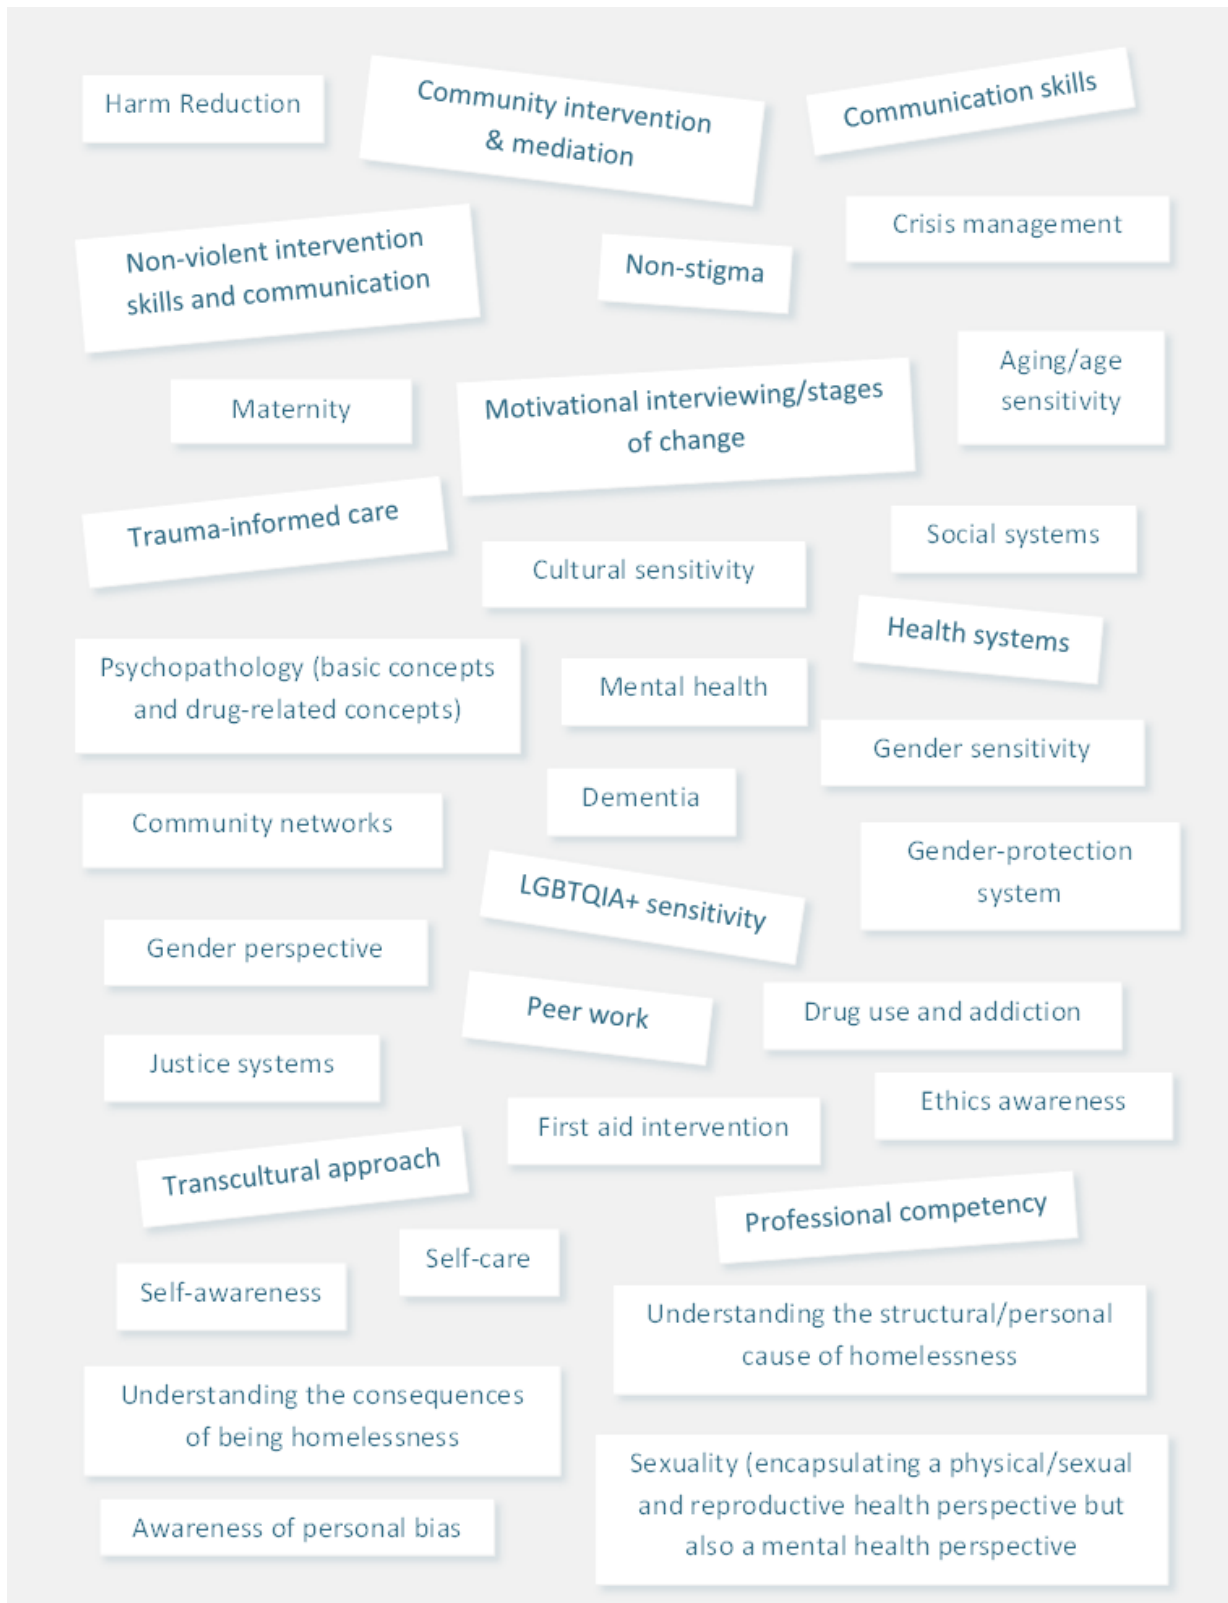 Harm Reduction
Community intervention
& mediation
Communication skills
Crisis management
Non-violent intervention
skills and communication
Non-stigma
Aging/age
sensitivity
Maternity
Motivational interviewing/stages
of change
Trauma-informed care
Social systems
Cultural sensitivity
Health systems
Psychopathology (basic concepts
and drug-related concepts)
Mental health
Gender sensitivity
Dementia
Community networks
Gender-protection
system
LGBTQIA+ sensitivity
Gender perspective
Peer work
Drug use and addiction
Justice systems
Ethics awareness
First aid intervention
Transcultural approach
Professional competency
Self-care
Self-awareness
Understanding the structural/personal
cause of homelessness
Understanding the consequences
of being homelessness
Sexuality (encapsulating a physical/sexual
and reproductive health perspective but
also a mental health perspective
Awareness of personal bias